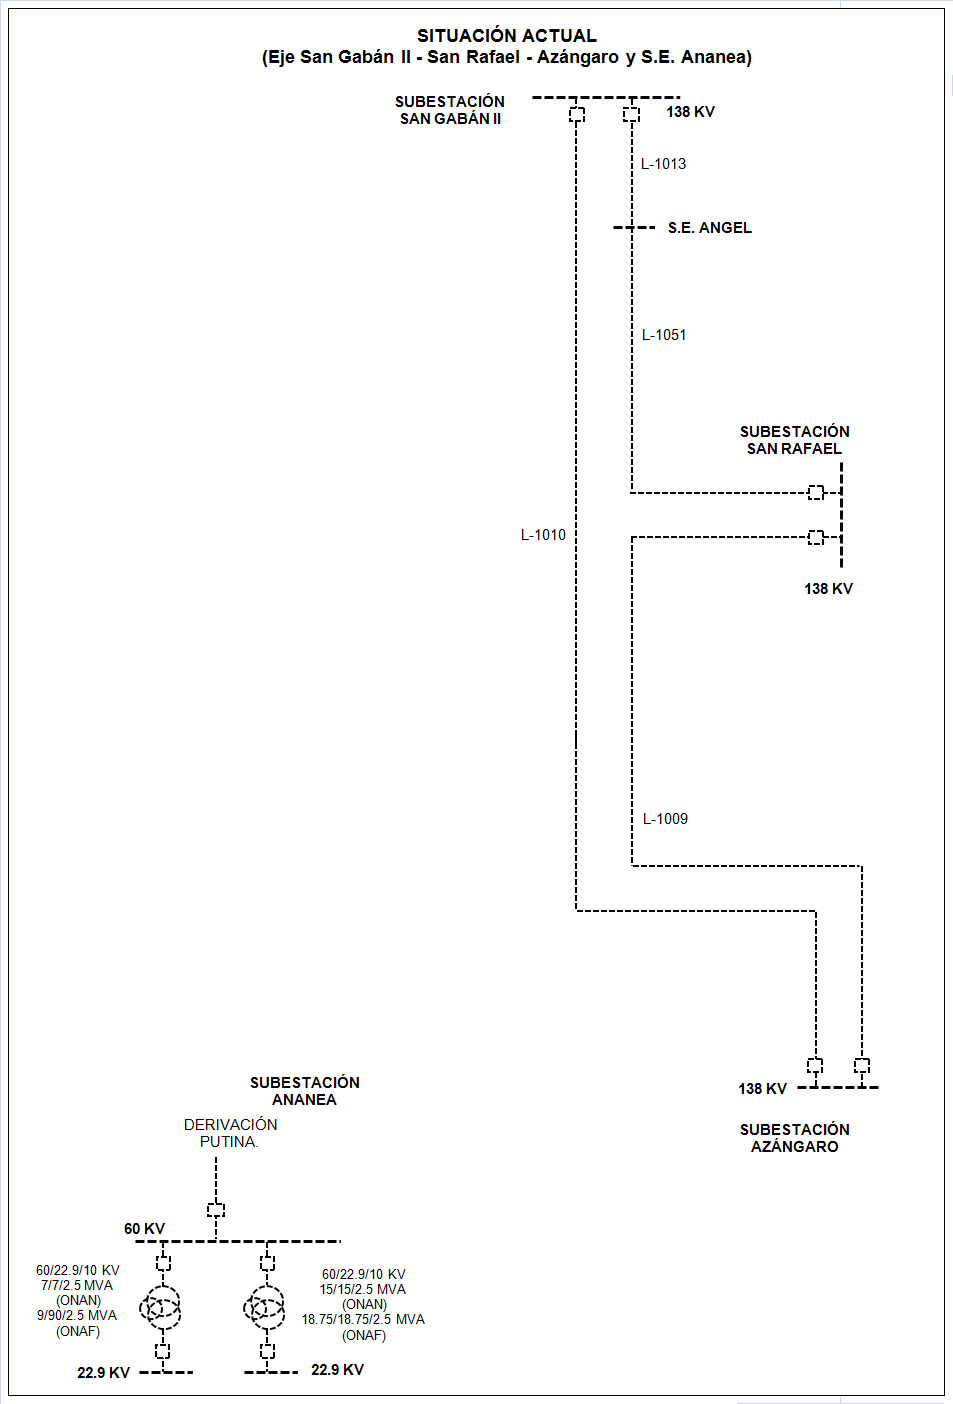 SITUACIÓN ACTUAL
(Eje San Gabán II - San Rafael - Azángaro y S.E. Ananea)
SUBESTACIÓN
SAN GABÁN II
138 KV
L-1013
S.E. ANGEL
L-1051
SUBESTACIÓN
SAN RAFAEL
L-1010
138 KV
L-1009
SUBESTACIÓN
ANANEA
138 KV
DERIVACIÓN
PUTINA.
SUBESTACIÓN
AZÁNGARO
60 KV
60/22.9/10 KV
7/7/2.5 MVA
(ONAN)
9/90/2.5 MVA
(ONAF)
60/22.9/10 KV
15/15/2.5 MVA
(ONAN)
18.75/18.75/2.5 MVA
(ONAF)
22.9 KV
22.9 KV